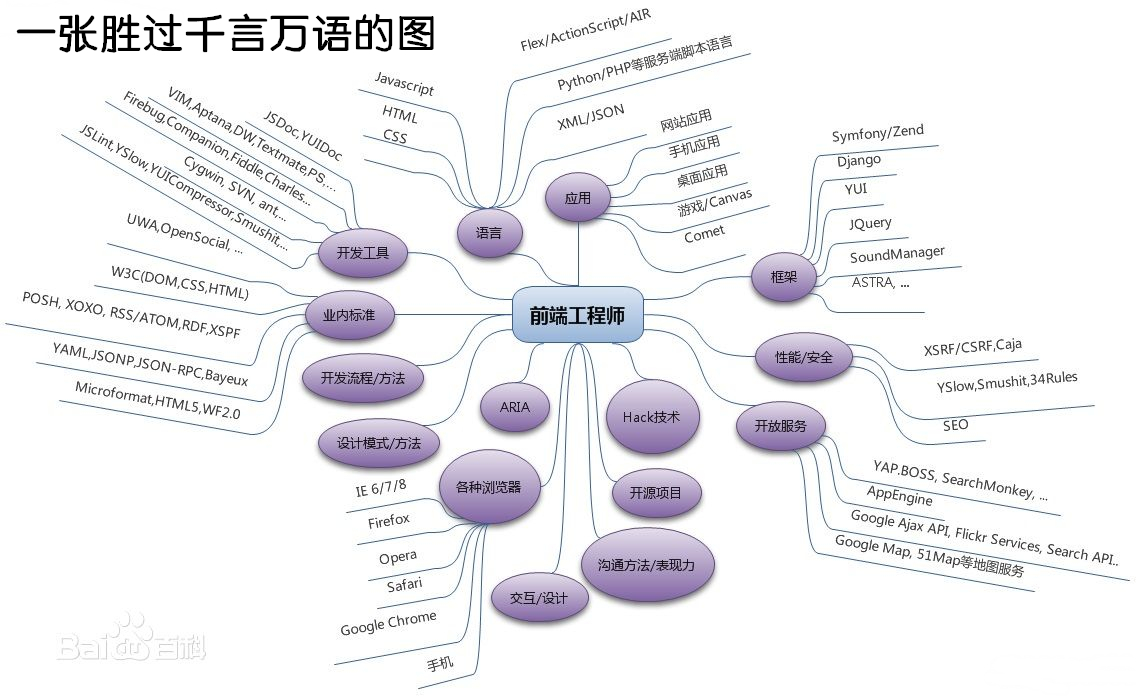 一张胜过千言万语的图
Flex/ActionScript/AIR
Python/PHP等服务端脚本语言
XML/JSON
Javascript
HTML
CSS
语言
网站应用
手机应用
桌面应用
游戏/Canvas
Comet
应用
JSDoc,YUIDoc
VIM,Aptana,DW,Textmate,PS,...
Firebug,Companion,Fiddle,Charles...
Cygwin, SVN, ant,...
JSLint,YSlow,YUICompressor,Smushit,...
开发工具
UWA,OpenSocial, ...
W3C(DOM,CSS,HTML)
POSH, XOXO, RSS/ATOM,RDF,XSPF
YAML,JSONP,JSON-RPC,Bayeux
Microformat,HTML5,WF2.0
业内标准
Symfony/Zend
Django
YUI
JQuery
SoundManager
ASTRA, ...
框架
前端工程师
开发流程/方法
设计模式/方法
ARIA
Hack技术
性能/安全
XSRF/CSRF,Caja
YSlow,Smushit,34Rules
SEO
开放服务
YAP.BOSS, SearchMonkey, ...
AppEngine
Google Ajax API, Flickr Services, Search API...
Google Map, 51Map等地图服务
各种浏览器
IE 6/7/8
Firefox
Opera
Safari
Google Chrome
手机
开源项目
沟通方法/表现力
交互/设计
Baidu百科